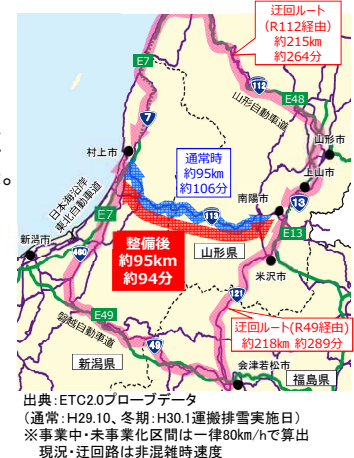 迂回ルート
（R112経由）
約215km
約264分
E7
112
山形自動車道
E48
7
山形市
村上市
通常時
約95km
約106分
上山市
。
日本海沿岸
東北自動車道
南陽市
13
113
E7
新潟市
整備後
約95km
約94分
山形県
E13
460
米沢市
121
E49
磐越自動車道
迂回ルート(R49経由)
約218km 約289分
49
新潟県
会津若松市
福島県
出典：ETC2.0プローブデータ
（通常：H29.10、冬期：H30.1運搬排雪実施日）
※事業中・未事業化区間は一律80km/hで算出
現況・迂回路は非混雑時速度